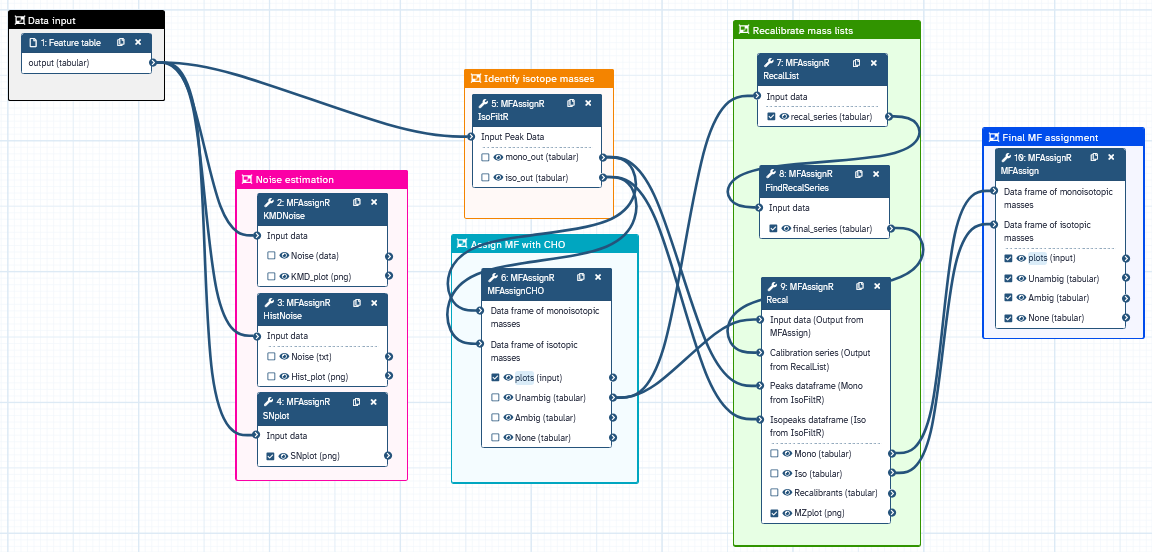 Data input
1: Feature table
output (tabular)
Noise estimation
2: MFAssignR
KMDNoise
Input data
Noise (data)
KMD_plot (png)
3: MFAssignR
HistNoise
Input data
Noise (txt)
Hist_plot (png)
4: MFAssignR
SNplot
Input data
SNplot (png)
Identify isotope masses
5: MFAssignR
IsoFiltR
Input Peak Data
mono_out (tabular)
iso_out (tabular)
Assign MF with CHO
6: MFAssignR
MFAssignCHO
Data frame of monoisotopic
masses
Data frame of isotopic
masses
plots (input)
Unambig (tabular)
Ambig (tabular)
None (tabular)
Recalibrate mass lists
7: MFAssignR
RecalList
Input data
recal_series (tabular)
8: MFAssignR
FindRecalSeries
Input data
final_series (tabular)
9: MFAssignR
Recal
Input data (Output from
MFAssign)
Calibration series (Output
from RecalList)
Peaks dataframe (Mono
from IsoFiltR)
Isopeaks dataframe (Iso
from IsoFiltR)
Mono (tabular)
Iso (tabular)
Recalibrants (tabular)
MZplot (png)
Final MF assignment
10: MFAssignR
MFAssign
Data frame of monoisotopic
masses
Data frame of isotopic
masses
plots (input)
Unambig (tabular)
Ambig (tabular)
None (tabular)